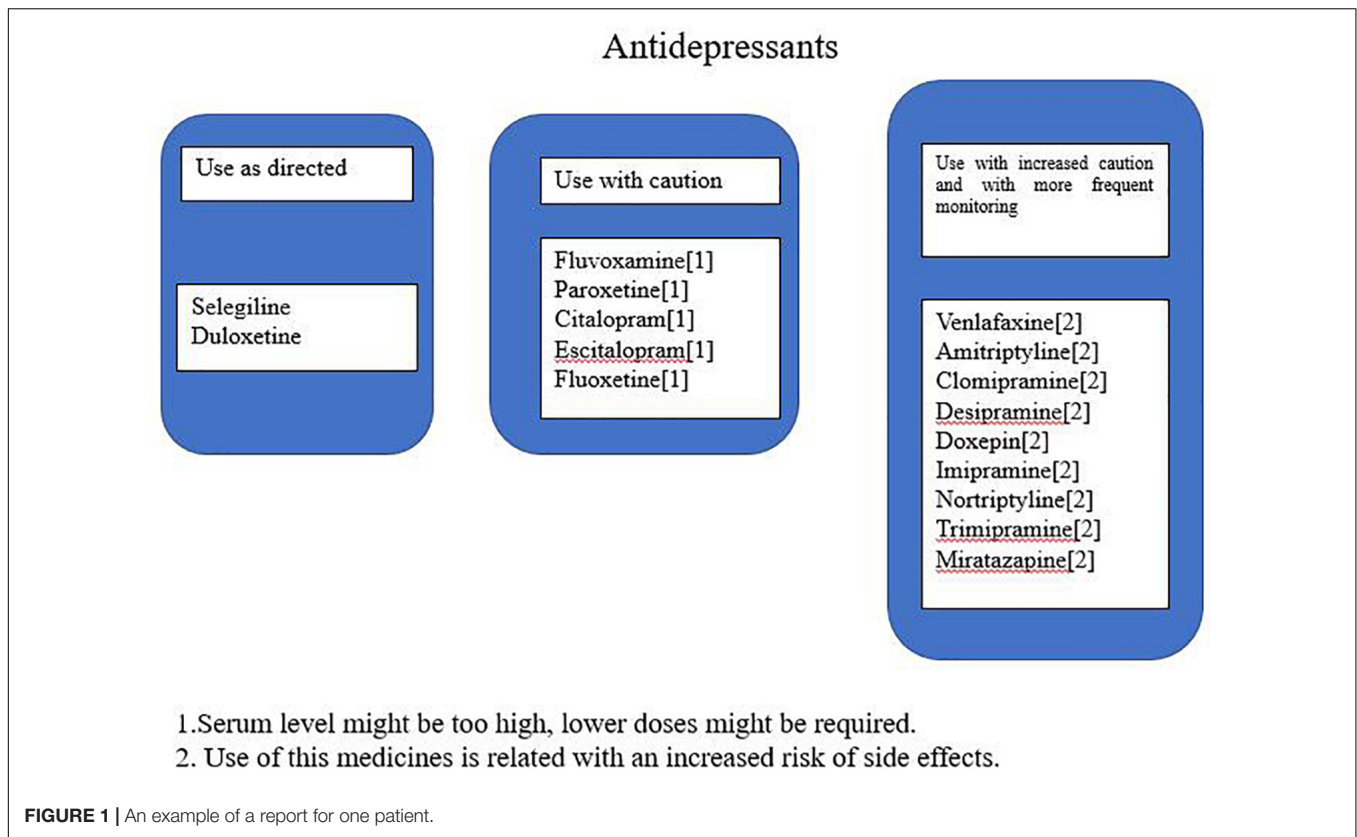 Antidepressants
Use as directed
Selegiline
Duloxetine
Use with caution
Fluvoxamine[1]
Paroxetine[1]
Citalopram[1]
Escitalopram[1]
Fluoxetine[1]
Use with increased caution
and with more frequent
monitoring
Venlafaxine[2]
Amitriptyline[2]
Clomipramine[2]
Desipramine[2]
Doxepin[2]
Imipramine[2]
Nortriptyline[2]
Trimipramine[2]
Miratazapine[2]
1.Serum level might be too high, lower doses might be required.
2. Use of this medicines is related with an increased risk of side effects.
FIGURE 1 | An example of a report for one patient.